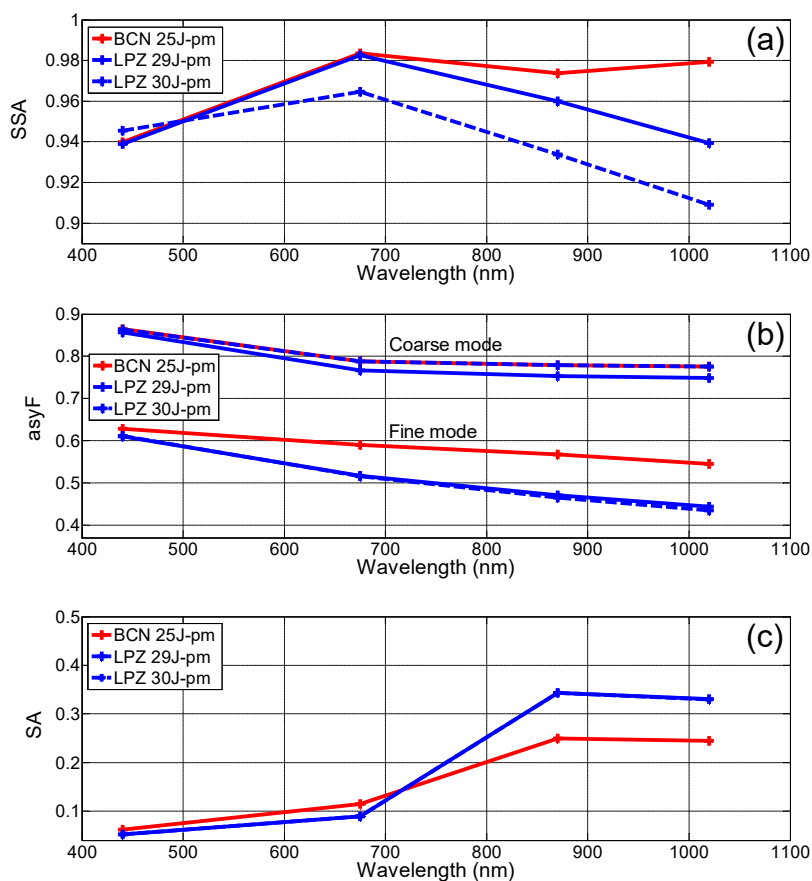 1
0.98
0.96
0.94
0.92
0.9
SSA
BCN 25J-pm
LPZ 29J-pm
LPZ 30J-pm
(a)
400 500 600 700 800 900 1000 1100
Wavelength (nm)
0.9
0.8
0.7
0.6
0.5
0.4
asyF
(b)
Coarse mode
BCN 25J-pm
LPZ 29J-pm
LPZ 30J-pm
Fine mode
400 500 600 700 800 900 1000 1100
Wavelength (nm)
0.5
0.4
0.3
0.2
0.1
SA
BCN 25J-pm
LPZ 29J-pm
LPZ 30J-pm
(c)
400 500 600 700 800 900 1000 1100
Wavelength (nm)